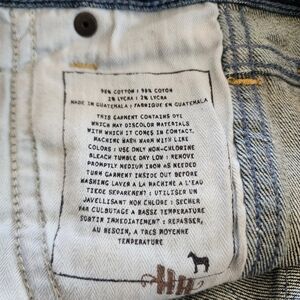 98% COTTON / 98% COTON
2% LYCRA / 2% LYCRA
MADE IN GUATEMALA / FABRIQUE EN GUATEMALA
THIS GARMENT CONTAINS DYE
WHICH MAY DISCOLOR MATERIALS
WITH WHICH IT COMES IN CONTACT.
MACHINE WASH WARM WITH LIKE
COLORS : USE ONLY NON-CHLORINE
BLEACH TUMBLE DAY LOW : REMOVE
PROMPTLY MEDIUM IRON AS NEEDED
TURN GARMENT INSIDE OUT BEFORE
WASHING LAVER A LA MACHINE A L'EAU
TIEDE SEPAREMENT : UTILISER UN
JAVELLISANT NON CHLORE : SECHER
PAR CULBUTAGE A BASSE TEMPERATURE
SORTIR IMMEDIATEMENT : REPASSER,
AU BESOIN, A TRES MOYENNE
TEMPERATURE